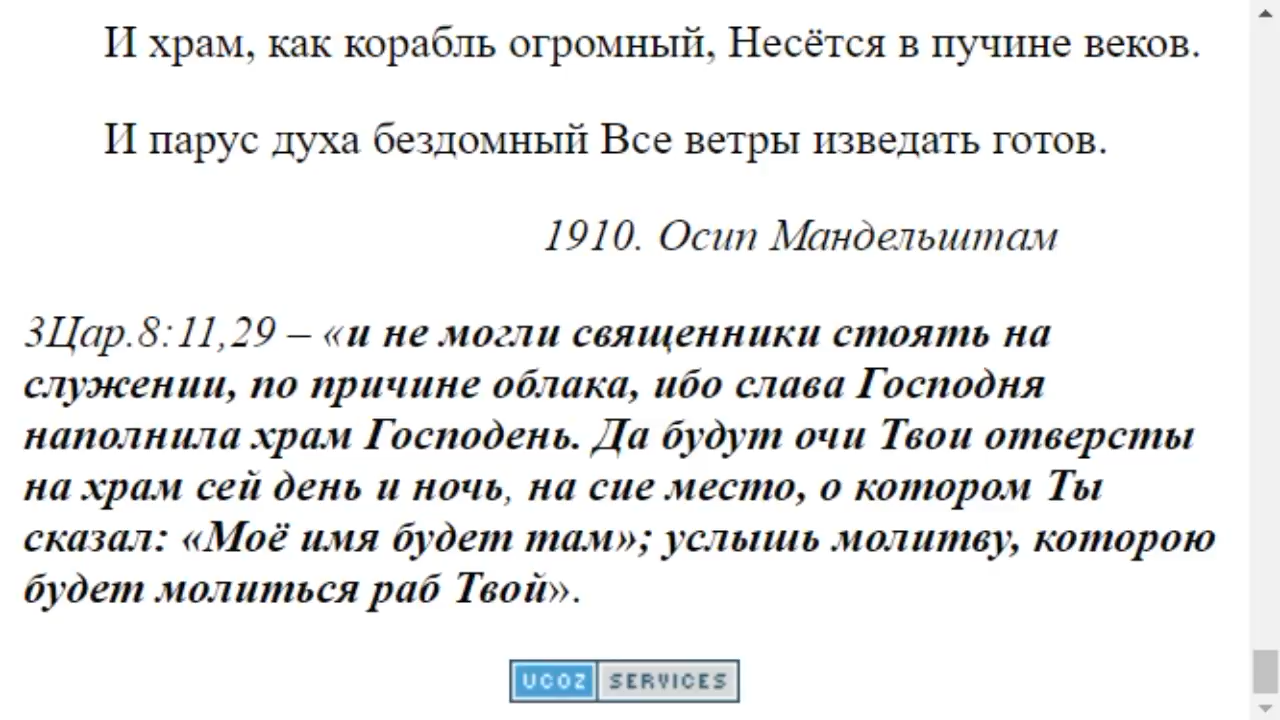 И храм, как корабль огромный, Несётся в пучине веков.
И парус духа бездомный Все ветры изведать готов.
1910. Осип Мандельштам
3Цар.8:11,29 – «и не могли священники стоять на
служении, по причине облака, ибо слава Господня
наполнила храм Господень. Да будут очи Твои отверсты
на храм сей день и ночь, на сие место, о котором Ты
сказал: «Моё имя будет там»; услышь молитву, которою
будет молиться раб Твой».
UCOZ SERVICES